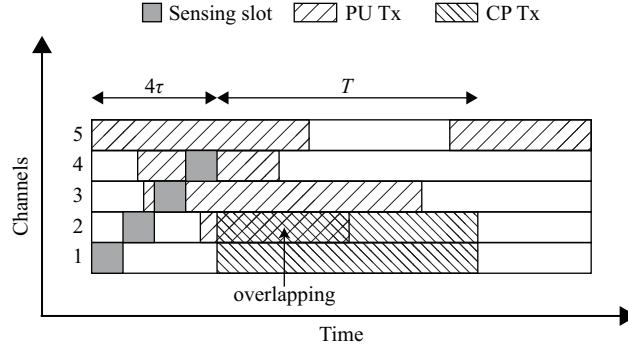 Sensing slot PU Tx CP Tx
4τ T
5
4
3
2
1
Channels
overlapping
Time